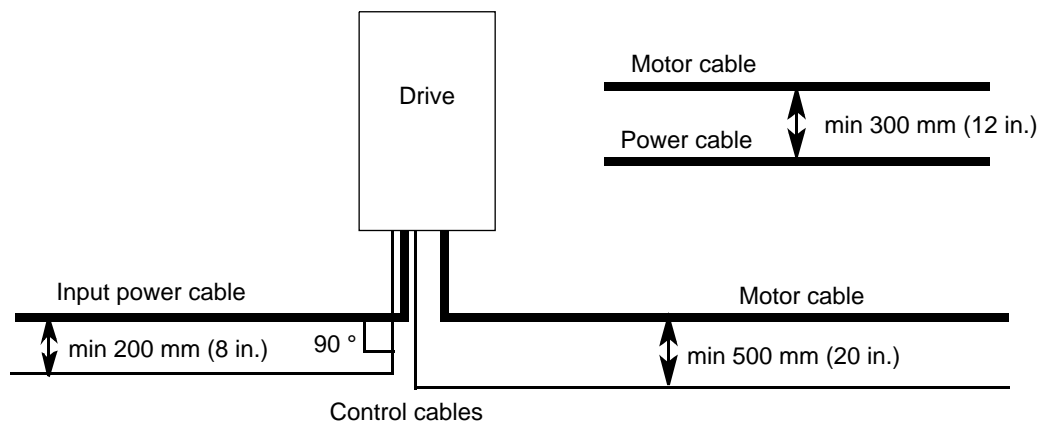 Drive
Motor cable
min 300 mm (12 in.)
Power cable
Input power cable
Motor cable
min 200 mm (8 in.)
90 °
min 500 mm (20 in.)
Control cables